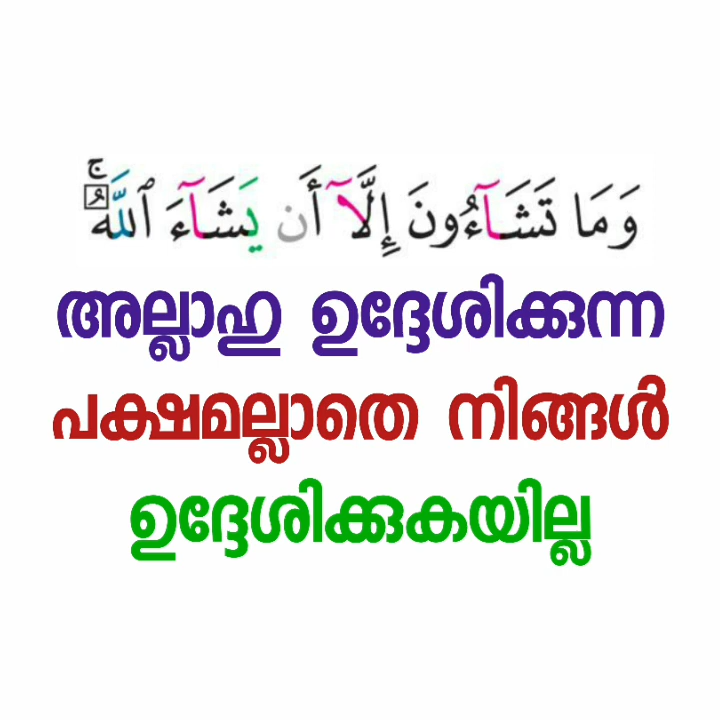 وَمَا تَشَآءُونَ إِلَّآ أَن يَشَآءَ ٱللَّهُۚ
അല്ലാഹു ഉദ്ദേശിക്കുന്ന
പക്ഷമല്ലാതെ നിങ്ങൾ
ഉദ്ദേശിക്കുകയില്ല